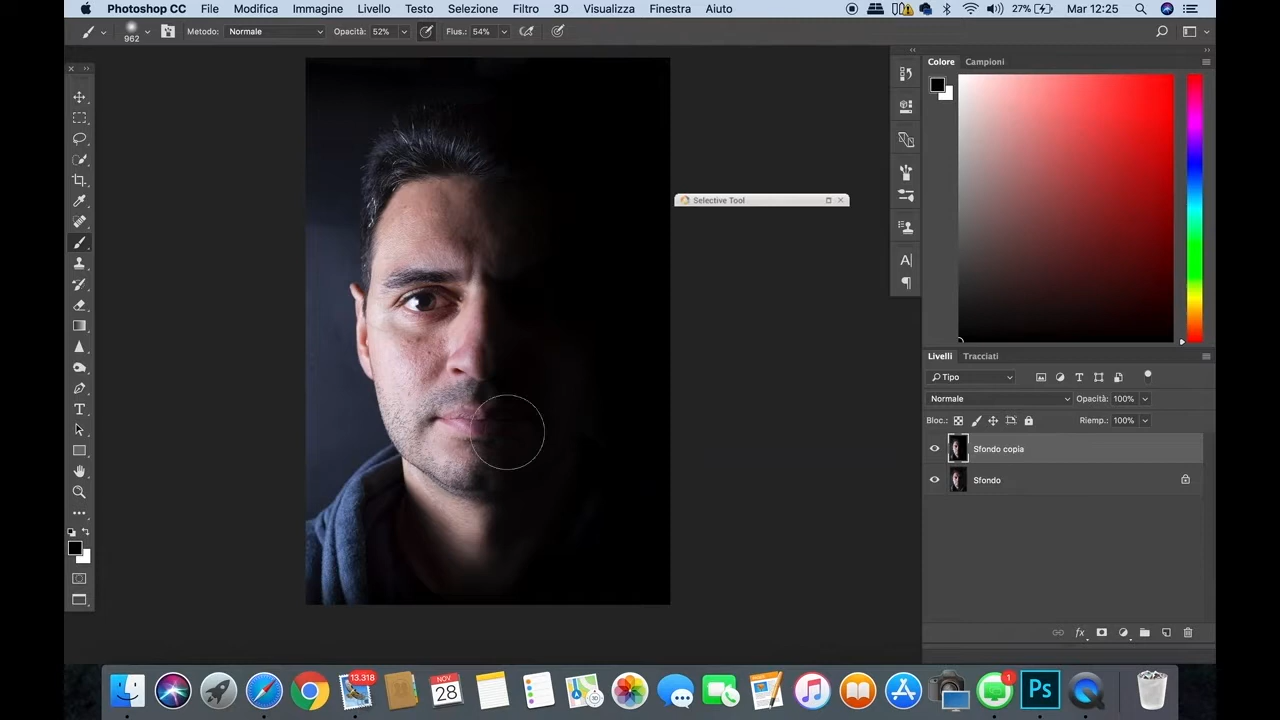 Photoshop CC File Modifica Immagine Livello Testo Selezione Filtro 3D Visualizza Finestra Aiuto 27% Mar 12:25
962 Metodo: Normale Opacità: 52% Flus.: 54%
Colore Campioni
Selective Tool
Livelli Tracciati
Tipo
Normale Opacità: 100%
Bloc.: Riemp.: 100%
Sfondo copia
Sfondo
13.318
NOV
28
30
1
Ps